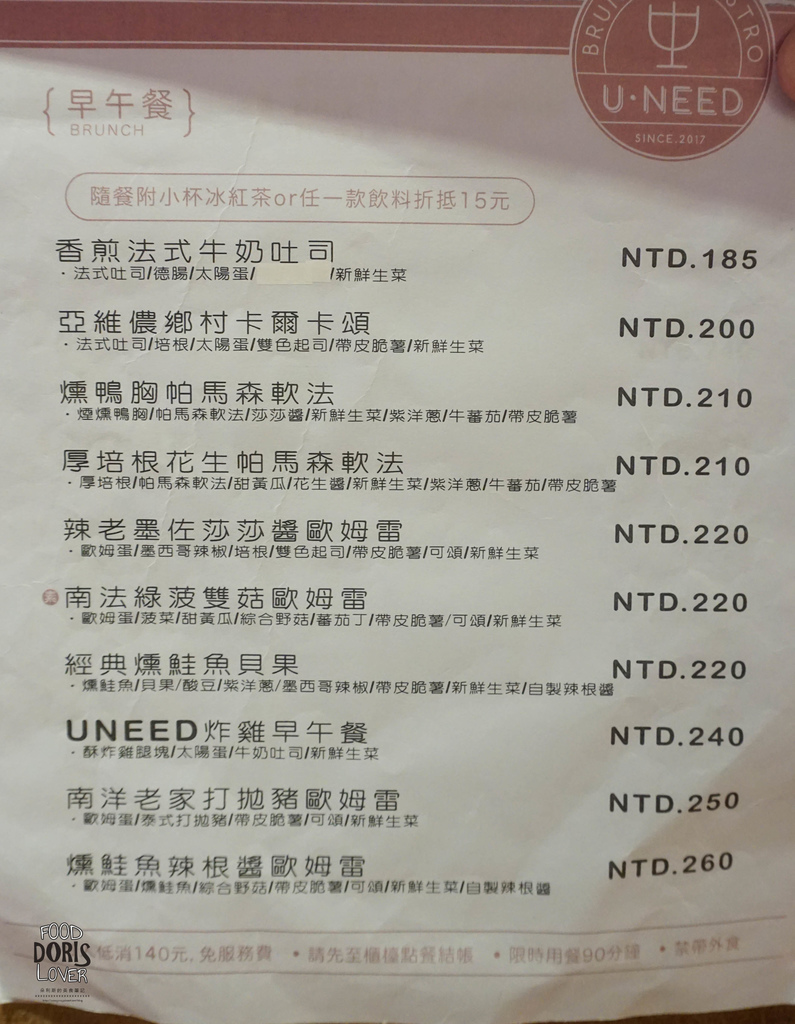 BRUN
STRO
U·NEED
SINCE.2017
{早午餐}
BRUNCH
隨餐附小杯冰紅茶or任一款飲料折抵15元
香煎法式牛奶吐司 NTD.185
·法式吐司/德腸/太陽蛋/ /新鮮生菜
亞維儂鄉村卡爾卡頌 NTD.200
·法式吐司/培根/太陽蛋/雙色起司/帶皮脆薯/新鮮生菜
燻鴨胸帕馬森軟法 NTD.210
·煙燻鴨胸/帕馬森軟法/莎莎醬/新鮮生菜/紫洋蔥/牛蕃茄/帶皮脆薯
厚培根花生帕馬森軟法 NTD.210
·厚培根/帕馬森軟法/甜黃瓜/花生醬/新鮮生菜/紫洋蔥/牛蕃茄/帶皮脆薯
辣老墨佐莎莎醬歐姆雷 NTD.220
·歐姆蛋/墨西哥辣椒/培根/雙色起司/帶皮脆薯/可頌/新鮮生菜
南法綠菠雙菇歐姆雷 NTD.220
·歐姆蛋/菠菜/甜黃瓜/綜合野菇/蕃茄丁/帶皮脆薯/可頌/新鮮生菜
經典燻鮭魚貝果 NTD.220
·燻鮭魚/貝果/酸豆/紫洋蔥/墨西哥辣椒/帶皮脆薯/新鮮生菜/自製辣根醬
UNEED炸雞早午餐 NTD.240
·酥炸雞腿塊/太陽蛋/牛奶吐司/新鮮生菜
南洋老家打拋豬歐姆雷 NTD.250
·歐姆蛋/泰式打拋豬/帶皮脆薯/可頌/新鮮生菜
燻鮭魚辣根醬歐姆雷 NTD.260
·歐姆蛋/燻鮭魚/綜合野菇/帶皮脆薯/可頌/新鮮生菜/自製辣根醬
低消140元,免服務費 •請先至櫃檯點餐結帳 •限時用餐90分鐘 •禁帶外食
FOOD
DORIS
LOVER